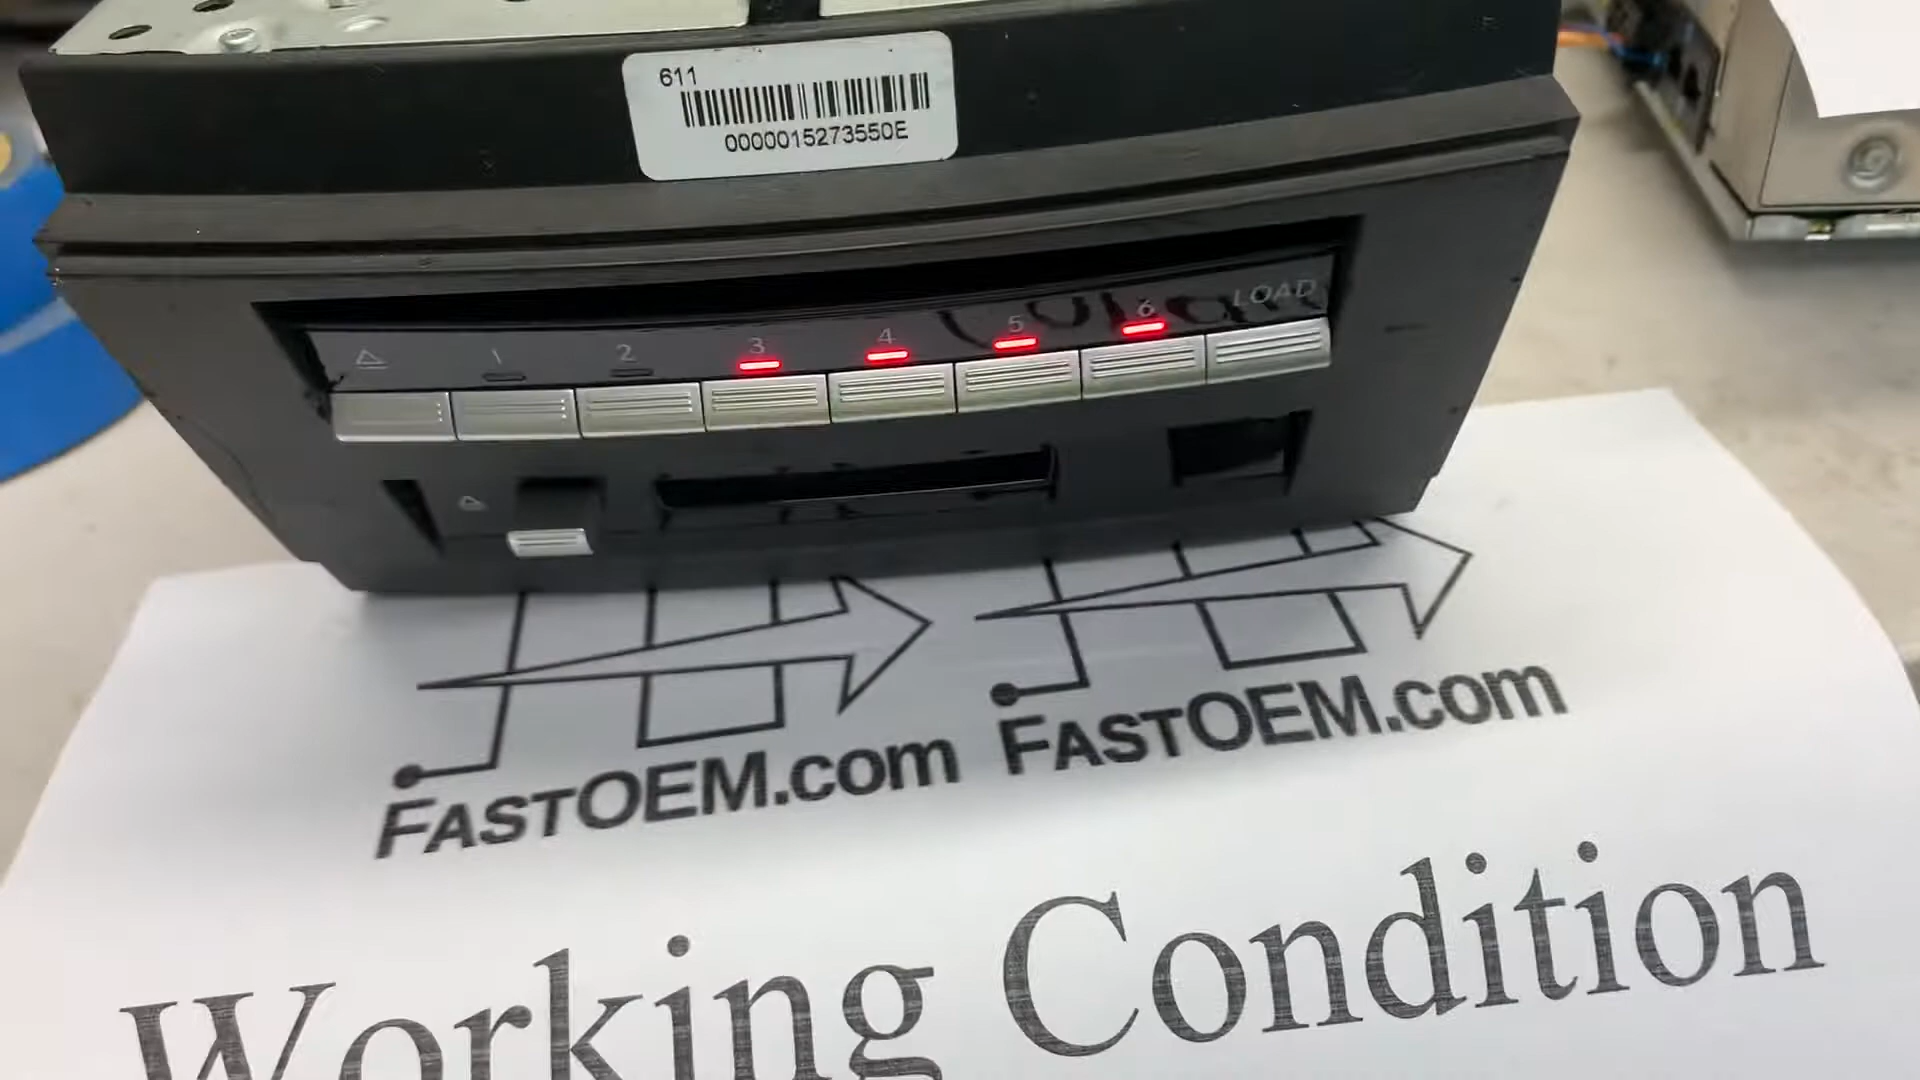 611
0000015273550E
1 2 3 4 5 6 LOAD
FASTOEM.com FASTOEM.com
Working Condition